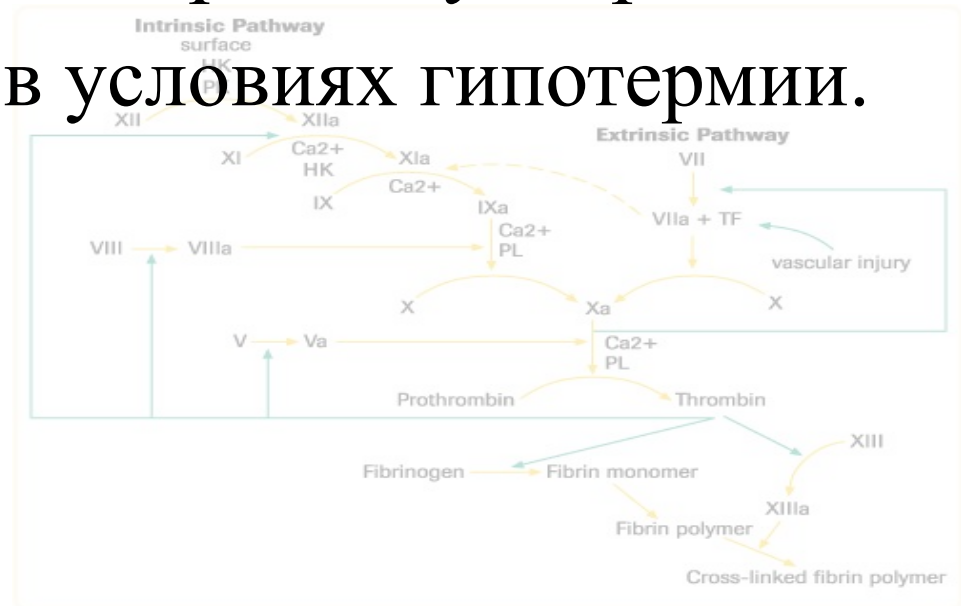 Intrinsic Pathway
surface
в условиях гипотермии.
HK
XII
XIIa
Extrinsic Pathway
XI
Ca2+
HK
XIa
VII
IX
Ca2+
IXa
VIIa + TF
VIII
VIIIa
Ca2+
PL
vascular injury
X
Xa
X
V
Va
Ca2+
PL
Prothrombin
Thrombin
XIII
Fibrinogen
Fibrin monomer
XIIIa
Fibrin polymer
Cross-linked fibrin polymer